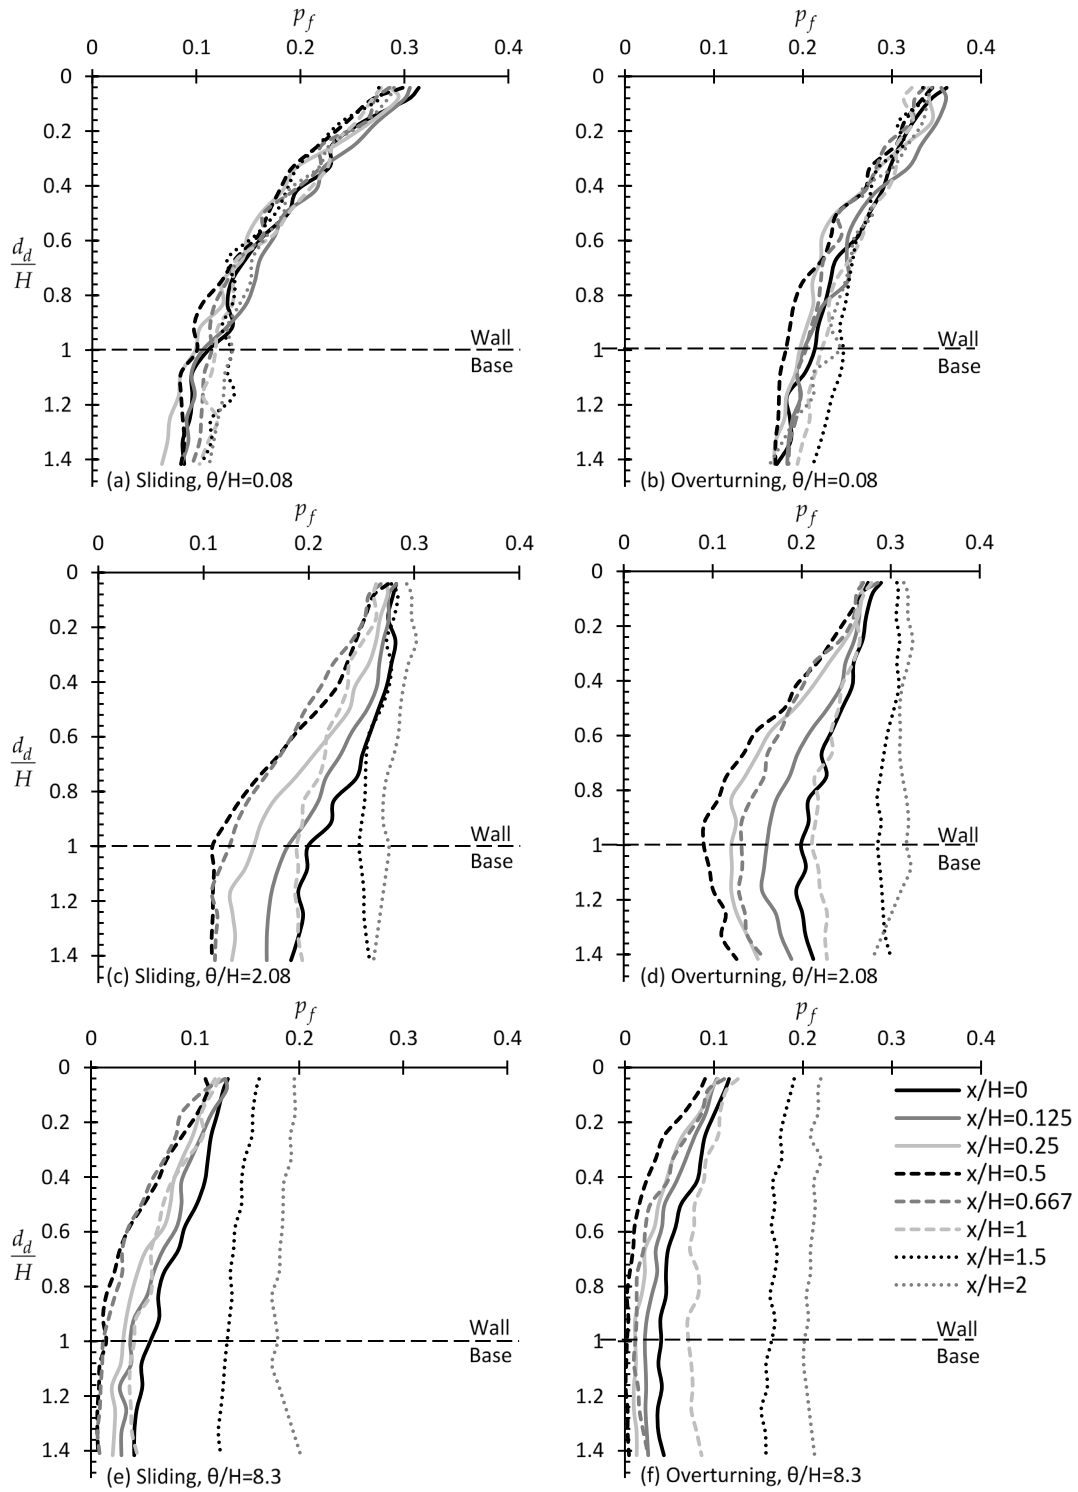 p_f p_f
0 0.1 0.2 0.3 0.4 0 0.1 0.2 0.3 0.4
0 0
0.2 0.2
0.4 0.4
0.6 0.6
d_d/H
0.8 0.8
Wall Wall
1 1
Base Base
1.2 1.2
1.4 1.4
(a) Sliding, θ/H=0.08 (b) Overturning, θ/H=0.08
p_f p_f
0 0.1 0.2 0.3 0.4 0 0.1 0.2 0.3 0.4
0 0
0.2 0.2
0.4 0.4
0.6 0.6
d_d/H
0.8 0.8
Wall Wall
1 1
Base Base
1.2 1.2
1.4 1.4
(c) Sliding, θ/H=2.08 (d) Overturning, θ/H=2.08
p_f p_f
0 0.1 0.2 0.3 0.4 0 0.1 0.2 0.3 0.4
0 0
x/H=0
0.2 0.2 x/H=0.125
x/H=0.25
0.4 0.4 x/H=0.5
x/H=0.667
0.6 0.6 x/H=1
d_d/H
x/H=1.5
0.8 0.8 x/H=2
Wall Wall
1 1
Base Base
1.2 1.2
1.4 1.4
(e) Sliding, θ/H=8.3 (f) Overturning, θ/H=8.3